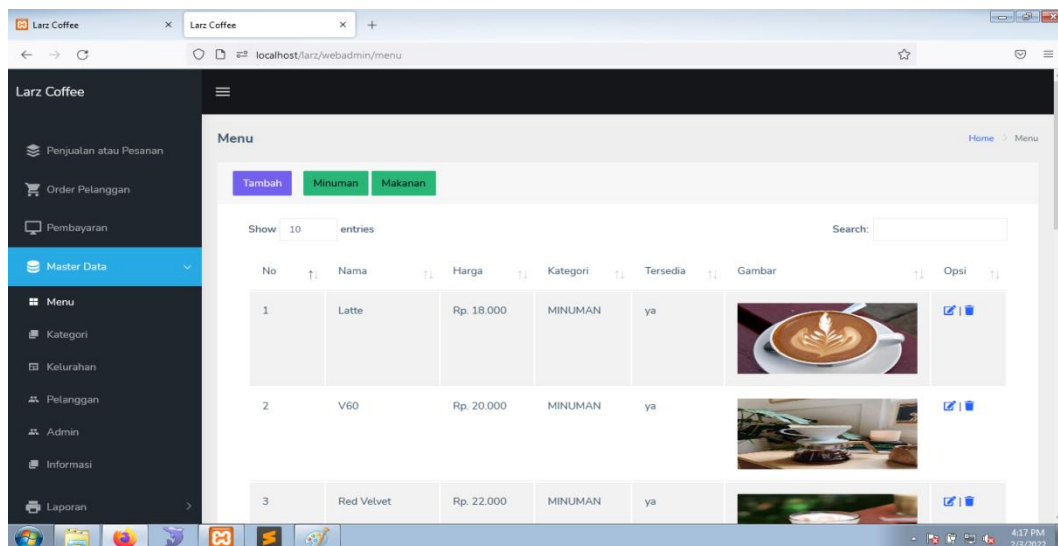 Larz Coffee
Larz Coffee
localhost/larz/webadmin/menu
Larz Coffee
Penjualan atau Pesanan
Order Pelanggan
Pembayaran
Master Data
Menu
Kategori
Kelurahan
Pelanggan
Admin
Informasi
Laporan
Menu
Home > Menu
Tambah Minuman Makanan
Show 10 entries Search:
No Nama Harga Kategori Tersedia Gambar Opsi
1 Latte Rp. 18.000 MINUMAN ya |
2 V60 Rp. 20.000 MINUMAN ya |
3 Red Velvet Rp. 22.000 MINUMAN ya |
4:17 PM
2/3/2022